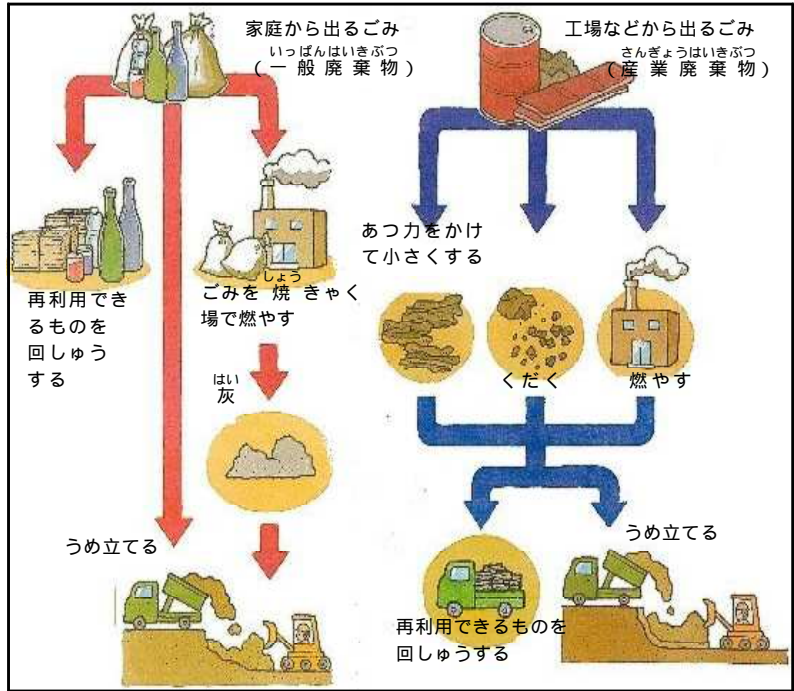 家庭から出るごみ
いっぱんはいきぶつ
(一般廃棄物)
工場などから出るごみ
さんぎょうはいきぶつ
(産業廃棄物)
再利用でき
るものを
回しゅう
する
しょう
ごみを焼きゃく
場で燃やす
はい
灰
うめ立てる
あつ力をかけ
て小さくする
くだく
燃やす
再利用できるものを
回しゅうする
うめ立てる